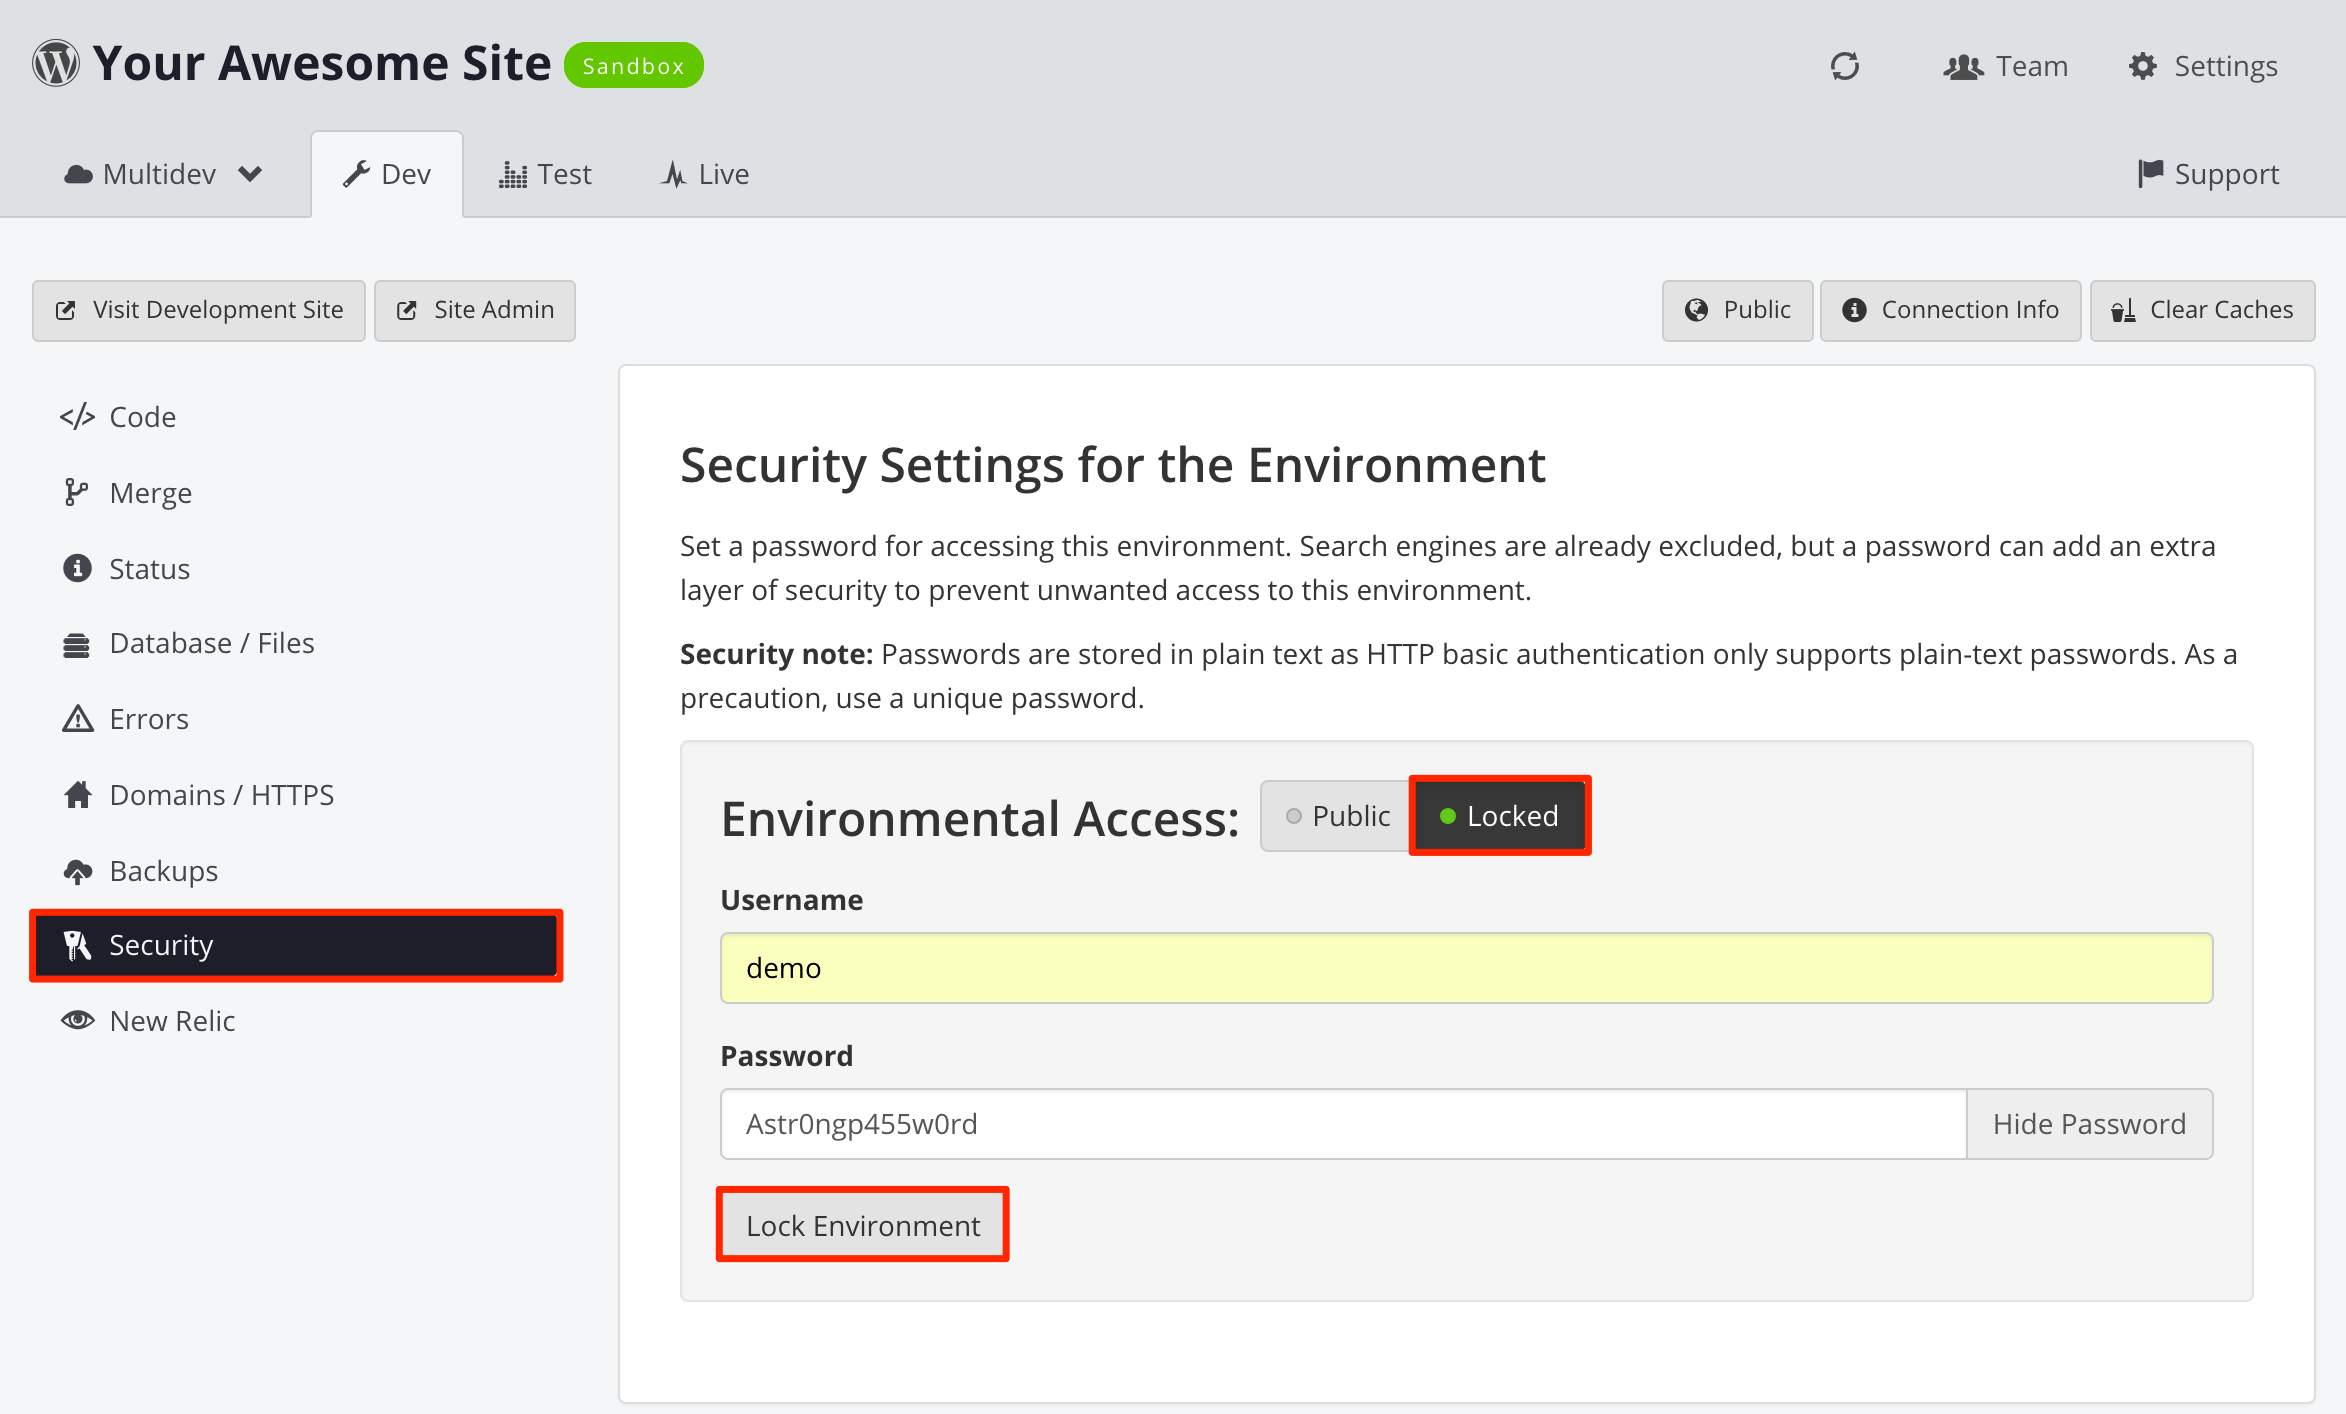 Your Awesome Site Sandbox
Team
Settings
Multidev
Dev
Test
Live
Support
Visit Development Site
Site Admin
Public
Connection Info
Clear Caches
Code
Merge
Status
Database / Files
Errors
Domains / HTTPS
Backups
Security
New Relic
Security Settings for the Environment
Set a password for accessing this environment. Search engines are already excluded, but a password can add an extra
layer of security to prevent unwanted access to this environment.
Security note: Passwords are stored in plain text as HTTP basic authentication only supports plain-text passwords. As a
precaution, use a unique password.
Environmental Access:
Public
Locked
Username
demo
Password
Astr0ngp455w0rd
Hide Password
Lock Environment